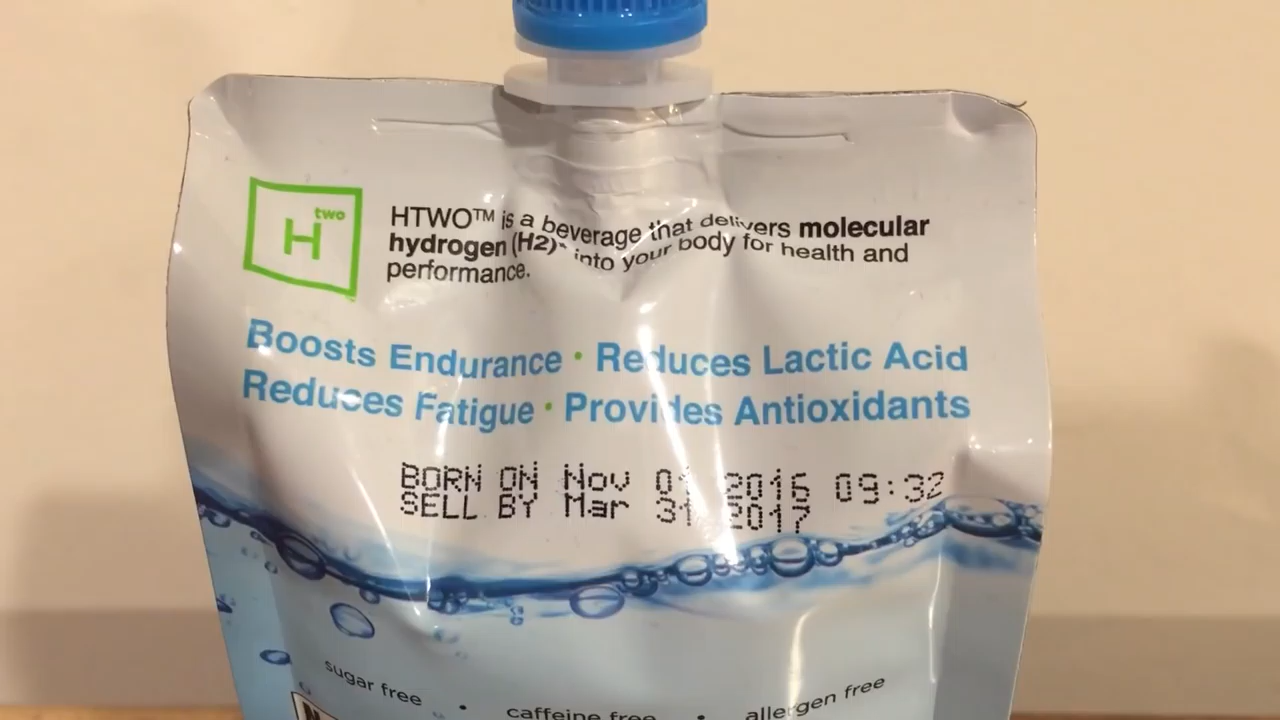 two
H
HTWO™ is a beverage that delivers molecular
hydrogen (H2)* into your body for health and
performance.
Boosts Endurance · Reduces Lactic Acid
Reduces Fatigue · Provides Antioxidants
BORN ON Nov 01 2016 09:32
SELL BY Mar 31 2017
sugar free • caffeine free • allergen free
N